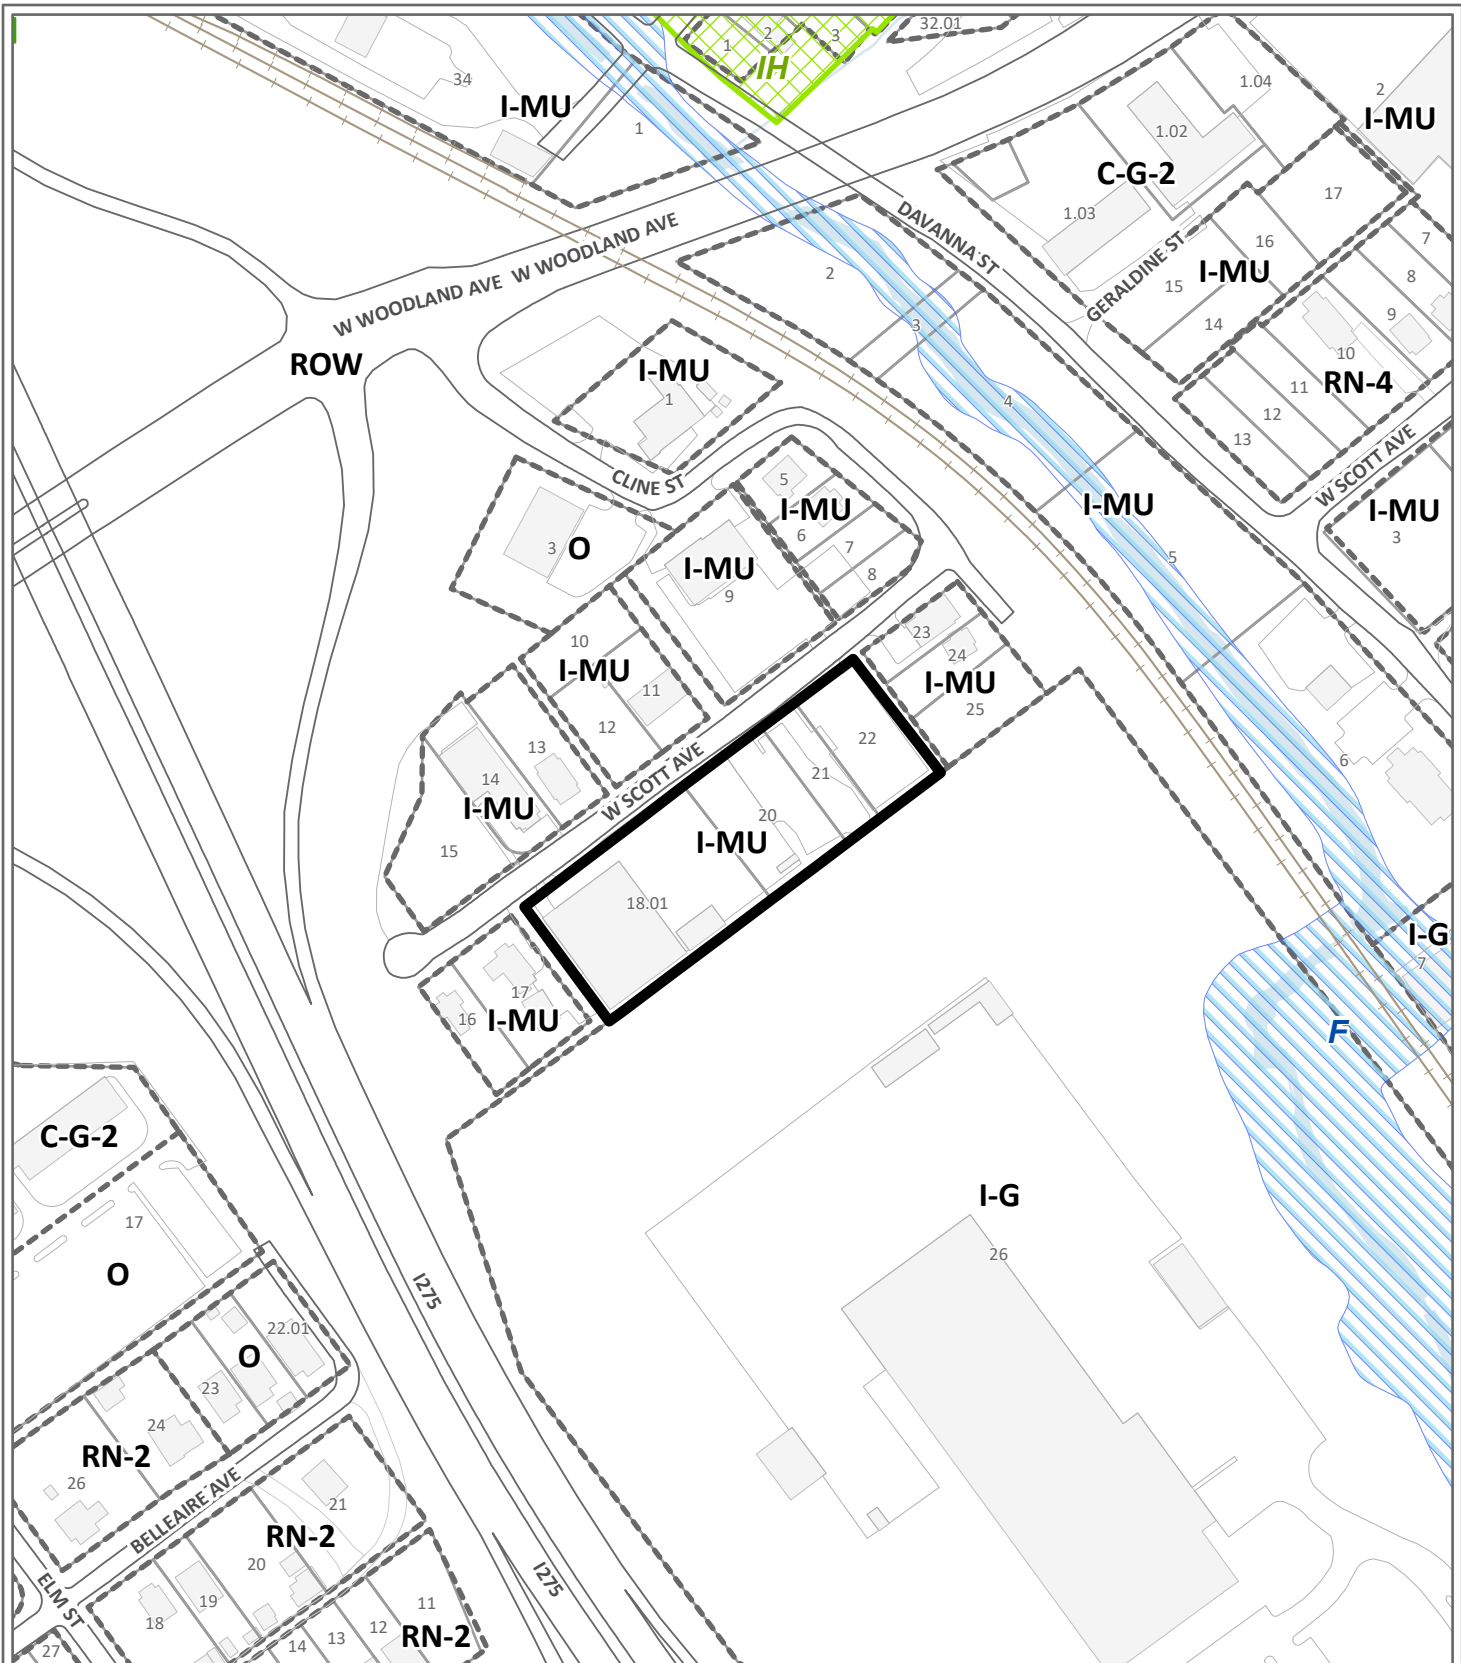 32.01
1
2
3
IH
34
I-MU
1
1.04
2
I-MU
1.02
C-G-2
1.03
17
DAVANNA ST
W WOODLAND AVE
W WOODLAND AVE
GERALDINE ST
16
I-MU
15
14
7
8
9
10
RN-4
11
12
13
2
3
4
ROW
I-MU
1
W SCOTT AVE
CLINE ST
5
I-MU
6
7
8
I-MU
5
I-MU
3
3
O
I-MU
9
10
I-MU
11
12
23
24
I-MU
25
13
14
I-MU
15
W SCOTT AVE
22
21
20
I-MU
18.01
6
I-G
7
17
16
I-MU
F
C-G-2
17
O
I-G
26
I275
22.01
O
23
24
RN-2
26
BELLEAIRE AVE
21
RN-2
20
19
18
ELM ST
27
I275
11
12
13
14
RN-2